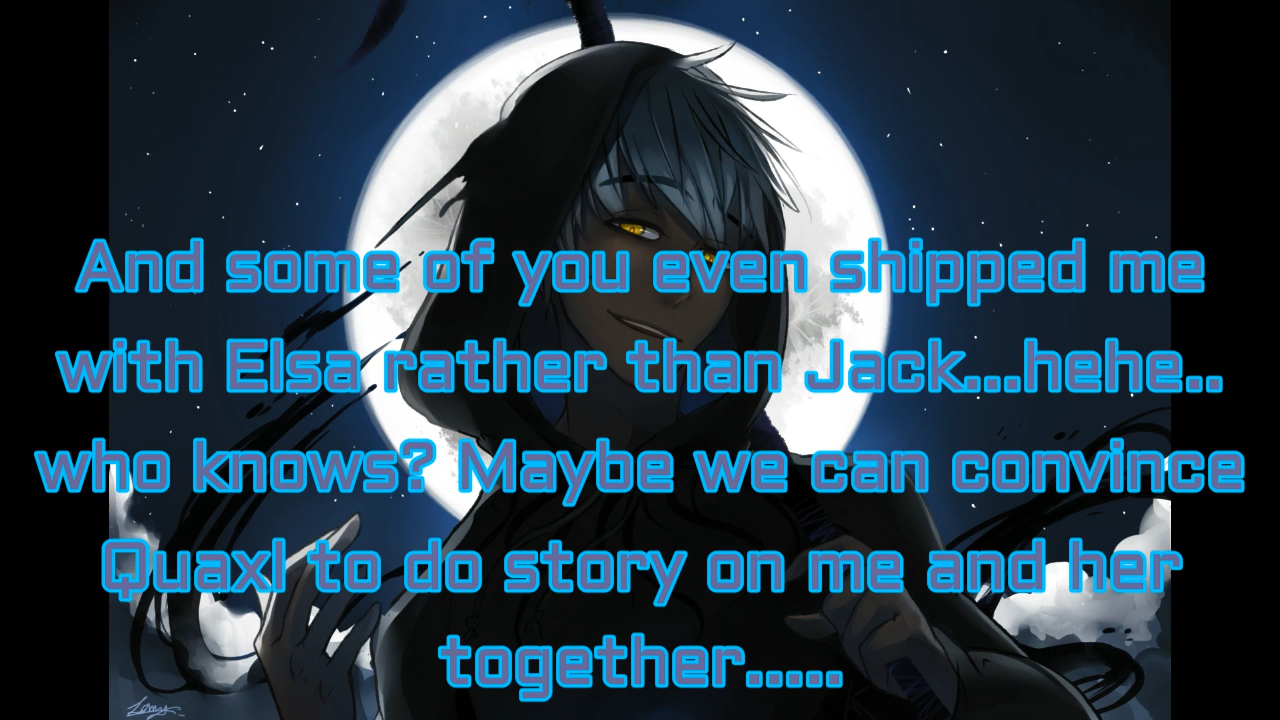 And some of you even shipped me
with Elsa rather than Jack...hehe..
who knows? Maybe we can convince
Quaxl to do story on me and her
together.....